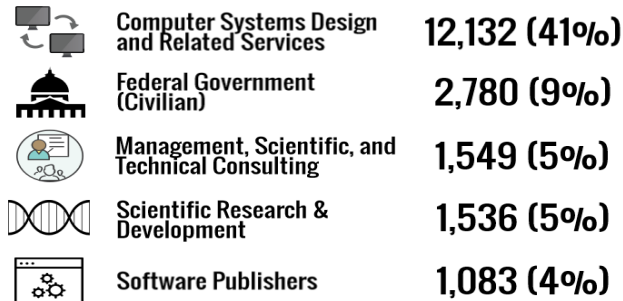 Computer Systems Design
and Related Services
12,132 (41%)
Federal Government
(Civilian)
2,780 (9%)
Management, Scientific, and
Technical Consulting
1,549 (5%)
Scientific Research &
Development
1,536 (5%)
Software Publishers
1,083 (4%)